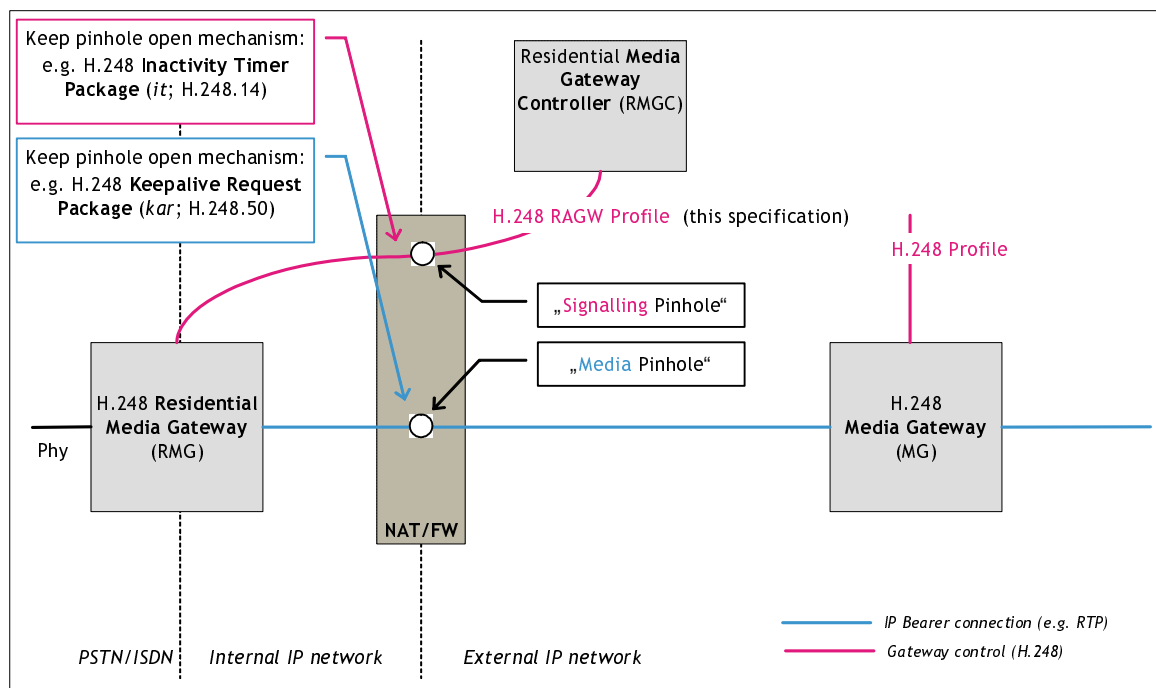 Keep pinhole open mechanism:
e.g. H.248 Inactivity Timer
Package (it; H.248.14)
Keep pinhole open mechanism:
e.g. H.248 Keepalive Request
Package (kar; H.248.50)
Residential Media
Gateway
Controller (RMGC)
H.248 RAGW Profile (this specification)
H.248 Profile
„Signalling Pinhole“
„Media Pinhole“
H.248 Residential
Media Gateway
(RMG)
Phy
H.248
Media Gateway
(MG)
NAT/FW
IP Bearer connection (e.g. RTP)
Gateway control (H.248)
PSTN/ISDN
Internal IP network
External IP network